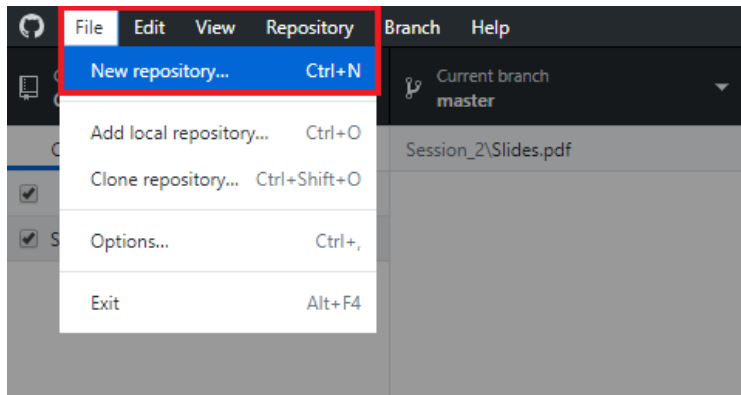 File Edit View Repository Branch Help
New repository... Ctrl+N
Current branch
master
Add local repository... Ctrl+O
Session_2\Slides.pdf
Clone repository... Ctrl+Shift+O
Options... Ctrl+,
Exit Alt+F4